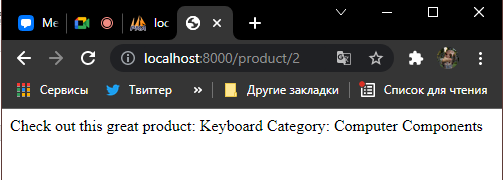 Ме
loc
localhost:8000/product/2
Сервисы Твиттер » Другие закладки Список для чтения
Check out this great product: Keyboard Category: Computer Components